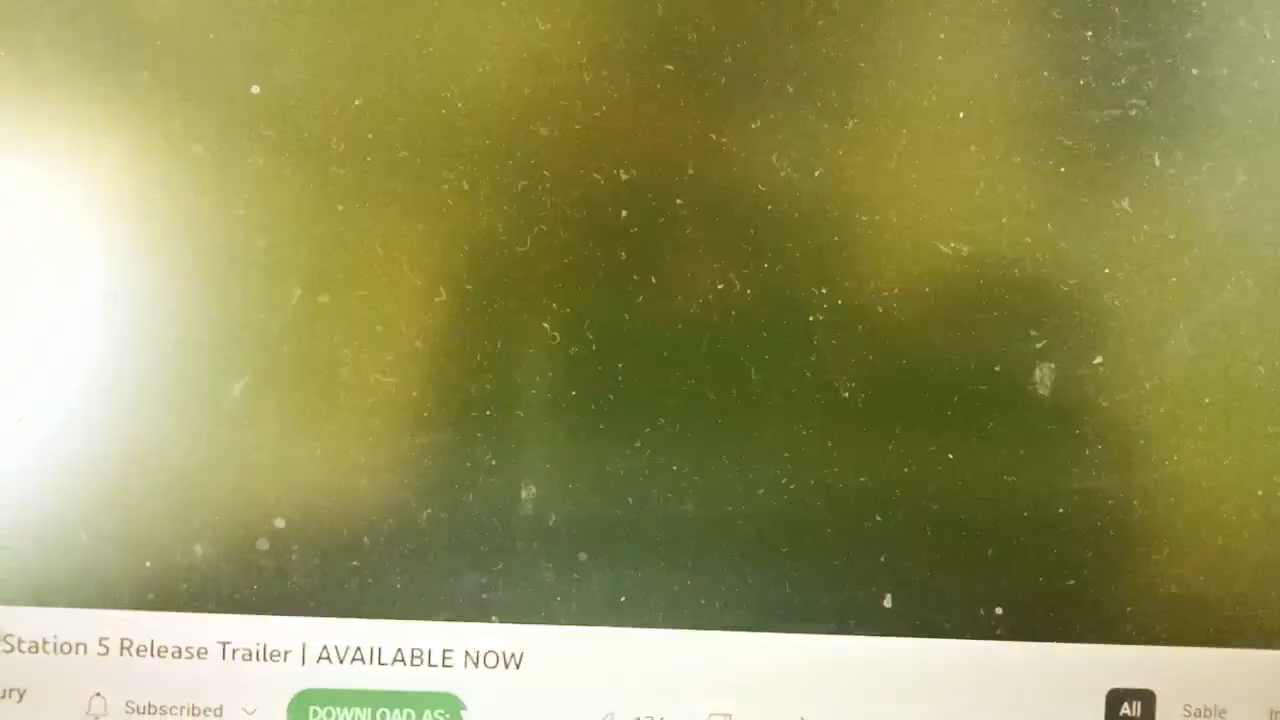 Station 5 Release Trailer | AVAILABLE NOW
Subscribed
DOWNLOAD AS:
All
Sable